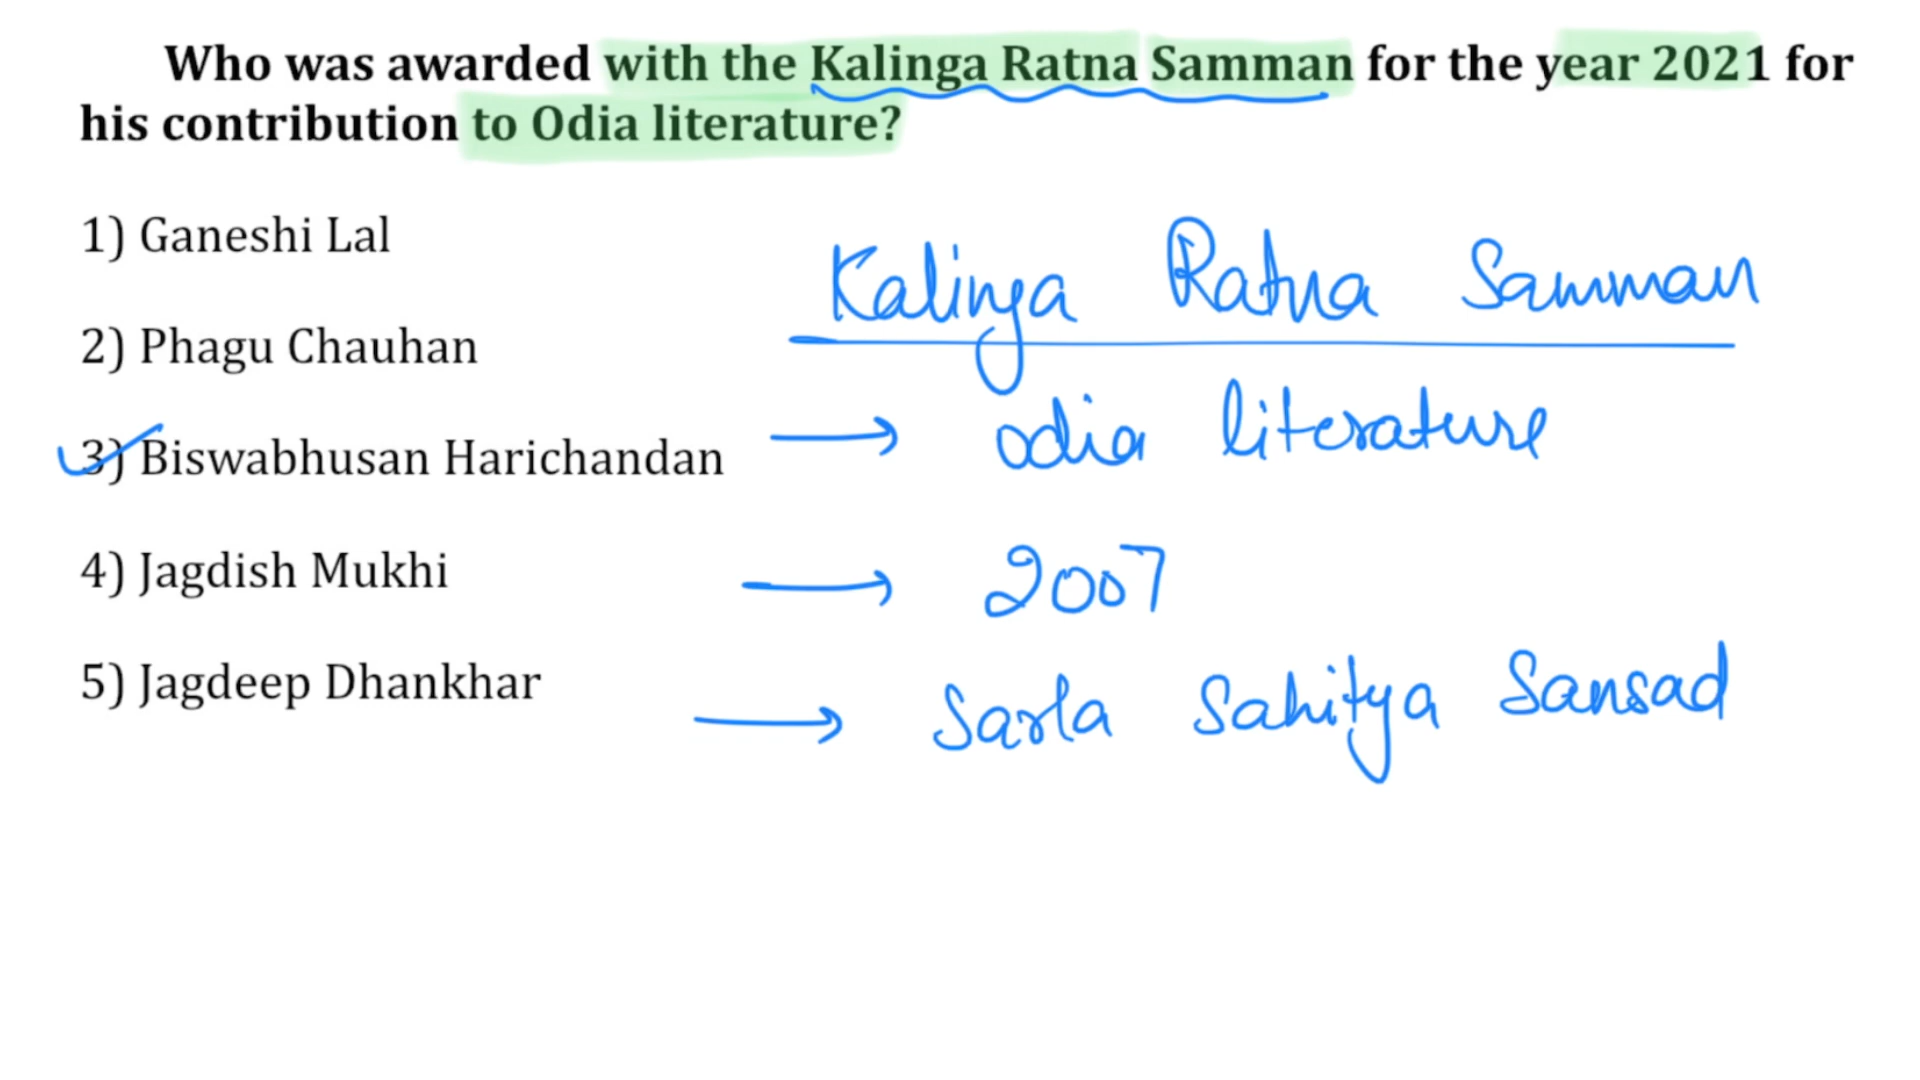 Who was awarded with the Kalinga Ratna Samman for the year 2021 for
his contribution to Odia literature?
1) Ganeshi Lal
2) Phagu Chauhan
3) Biswabhusan Harichandan
4) Jagdish Mukhi
5) Jagdeep Dhankhar
Kalinga Ratna Samman
→ odia literature
→ 2007
→ Sarla Sahitya Sansad